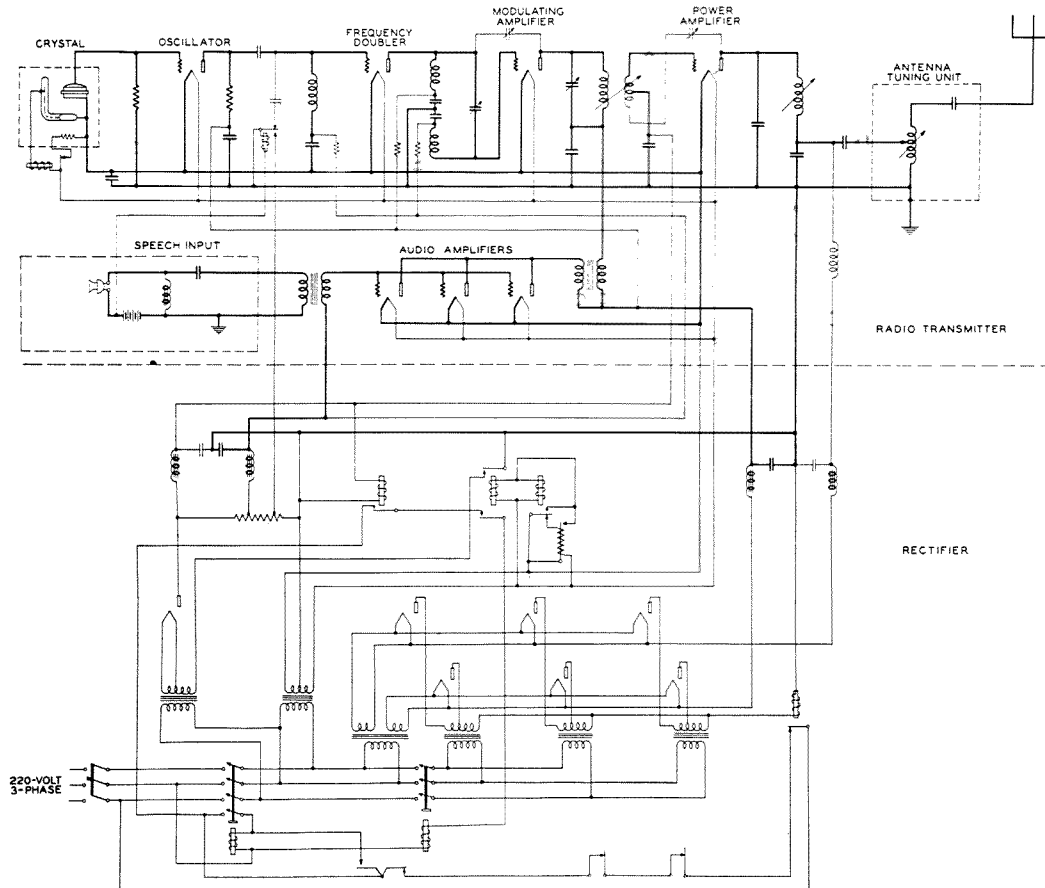 CRYSTAL
OSCILLATOR
FREQUENCY
DOUBLER
MODULATING
AMPLIFIER
POWER
AMPLIFIER
ANTENNA
TUNING UNIT
SPEECH INPUT
AUDIO AMPLIFIERS
RADIO TRANSMITTER
RECTIFIER
220-VOLT
3-PHASE